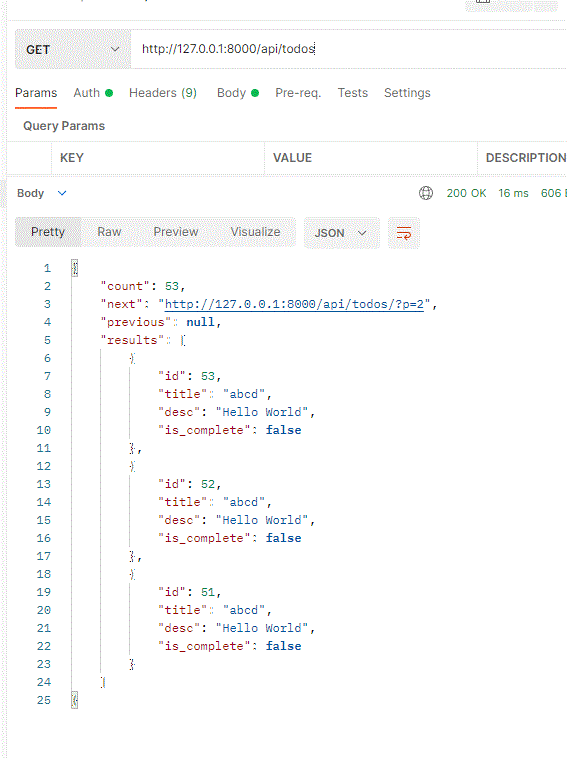 GET http://127.0.0.1:8000/api/todos
Params Auth Headers (9) Body Pre-req. Tests Settings
Query Params
KEY VALUE DESCRIPTION
Body 200 OK 16 ms 606
Pretty Raw Preview Visualize JSON
1 {
2 "count": 53,
3 "next": "http://127.0.0.1:8000/api/todos/?p=2",
4 "previous": null,
5 "results": [
6 {
7 "id": 53,
8 "title": "abcd",
9 "desc": "Hello World",
10 "is_complete": false
11 },
12 {
13 "id": 52,
14 "title": "abcd",
15 "desc": "Hello World",
16 "is_complete": false
17 },
18 {
19 "id": 51,
20 "title": "abcd",
21 "desc": "Hello World",
22 "is_complete": false
23 }
24 ]
25 }